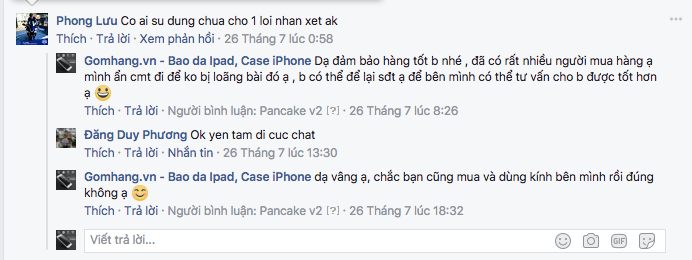 Phong Lưu Co ai su dung chua cho 1 loi nhan xet ak
Thích · Trả lời · Xem phản hồi · 26 Tháng 7 lúc 0:58
Gomhang.vn - Bao da Ipad, Case iPhone Dạ đảm bảo hàng tốt b nhé , đã có rất nhiều người mua hàng ạ
mình ẩn cmt đi để ko bị loãng bài đó ạ , b có thể để lại sđt ạ để bên mình có thể tư vấn cho b được tốt hơn
ạ 😀
Thích · Trả lời · Người bình luận: Pancake v2 [?] · 26 Tháng 7 lúc 8:26
Đăng Duy Phương Ok yen tam di cuc chat
Thích · Trả lời · Nhắn tin · 26 Tháng 7 lúc 13:30
Gomhang.vn - Bao da Ipad, Case iPhone dạ vâng ạ, chắc bạn cũng mua và dùng kính bên mình rồi đúng
không ạ 😊
Thích · Trả lời · Người bình luận: Pancake v2 [?] · 26 Tháng 7 lúc 18:32
Viết trả lời...
GIF